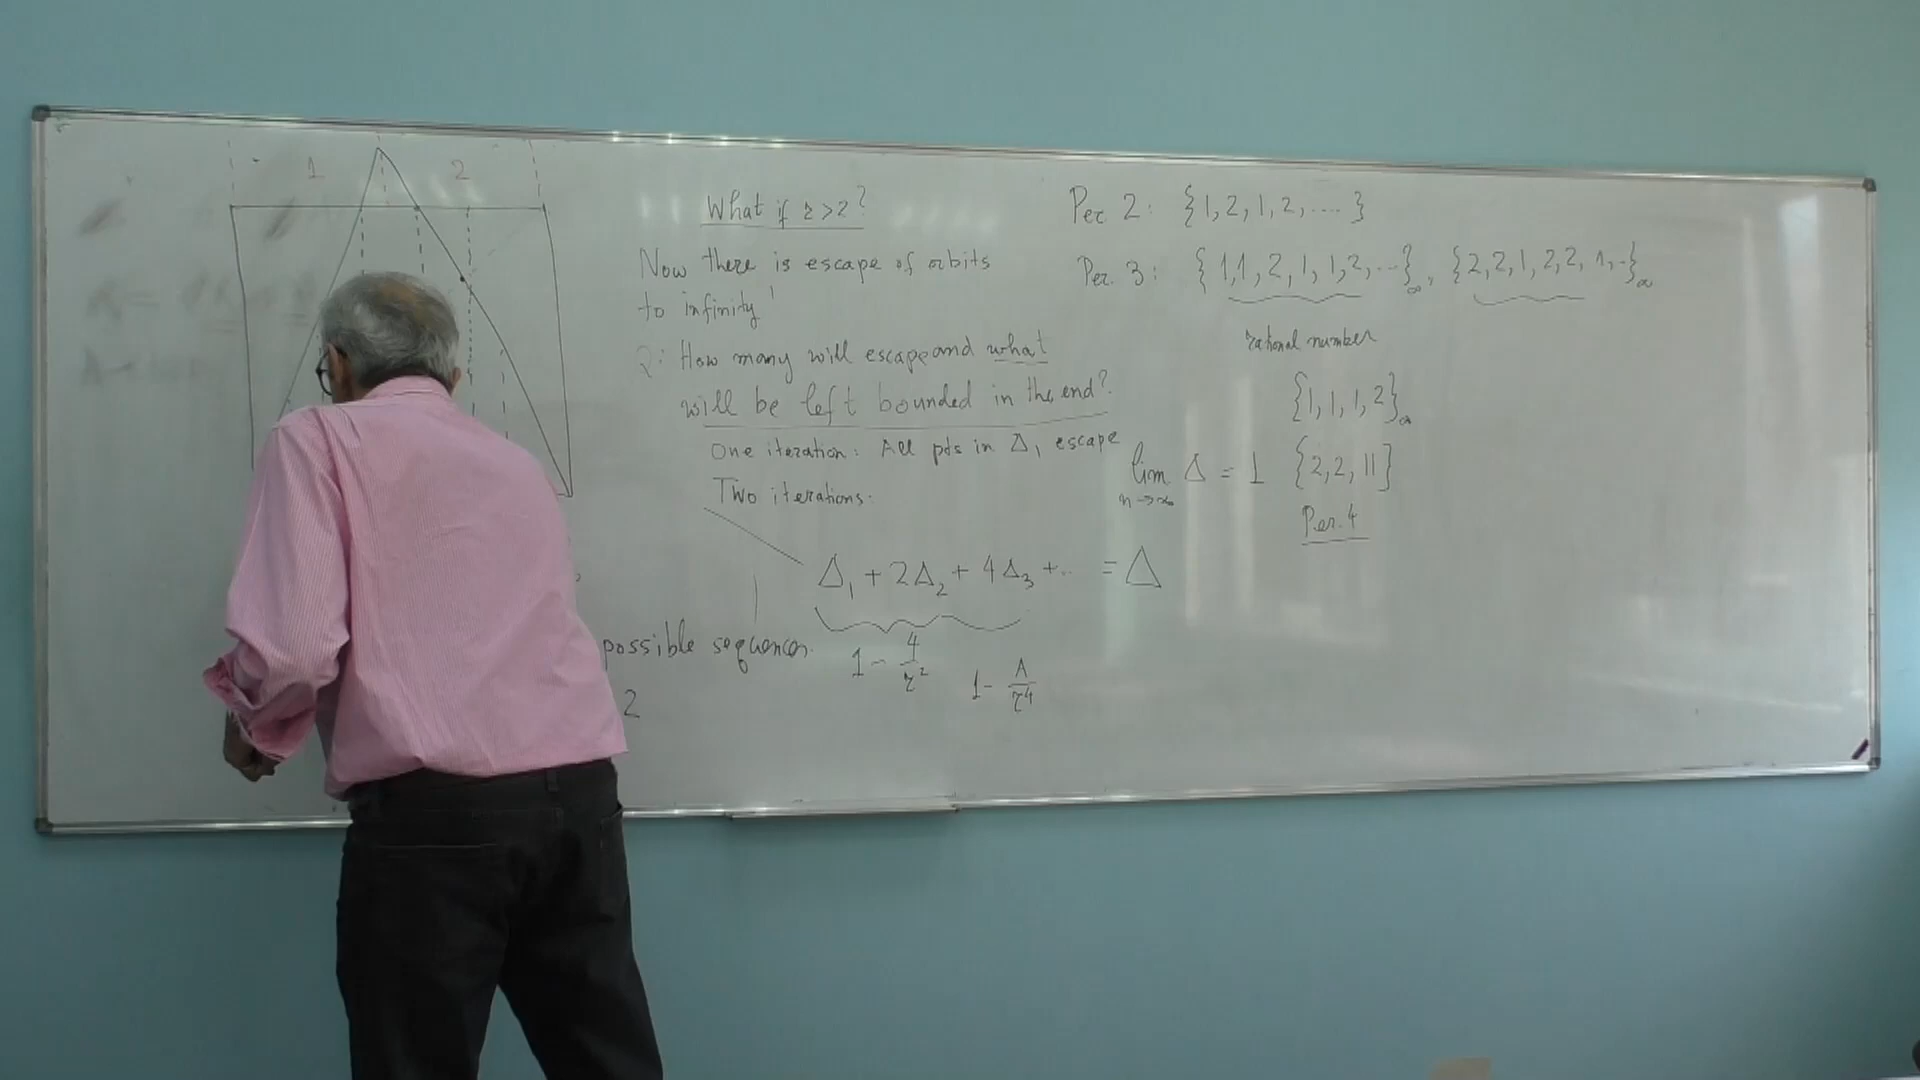 1 2
What if r > 2?
Now there is escape of orbits
to infinity!
Q: How many will escape and what
will be left bounded in the end?
One iteration: All pts in Δ₁ escape
Two iterations.
Δ₁ + 2Δ₂ + 4Δ₃ + ... = Δ
possible sequences.
1 - 4/r²
1 - A/r⁴
2
lim Δ = 1
n→∞
Per 2: {1, 2, 1, 2, ....}
Per. 3: {1, 1, 2, 1, 1, 2, ...}∞, {2, 2, 1, 2, 2, 1, ..}∞
rational number
{1, 1, 1, 2}∞
{2, 2, 11}
Per. 4